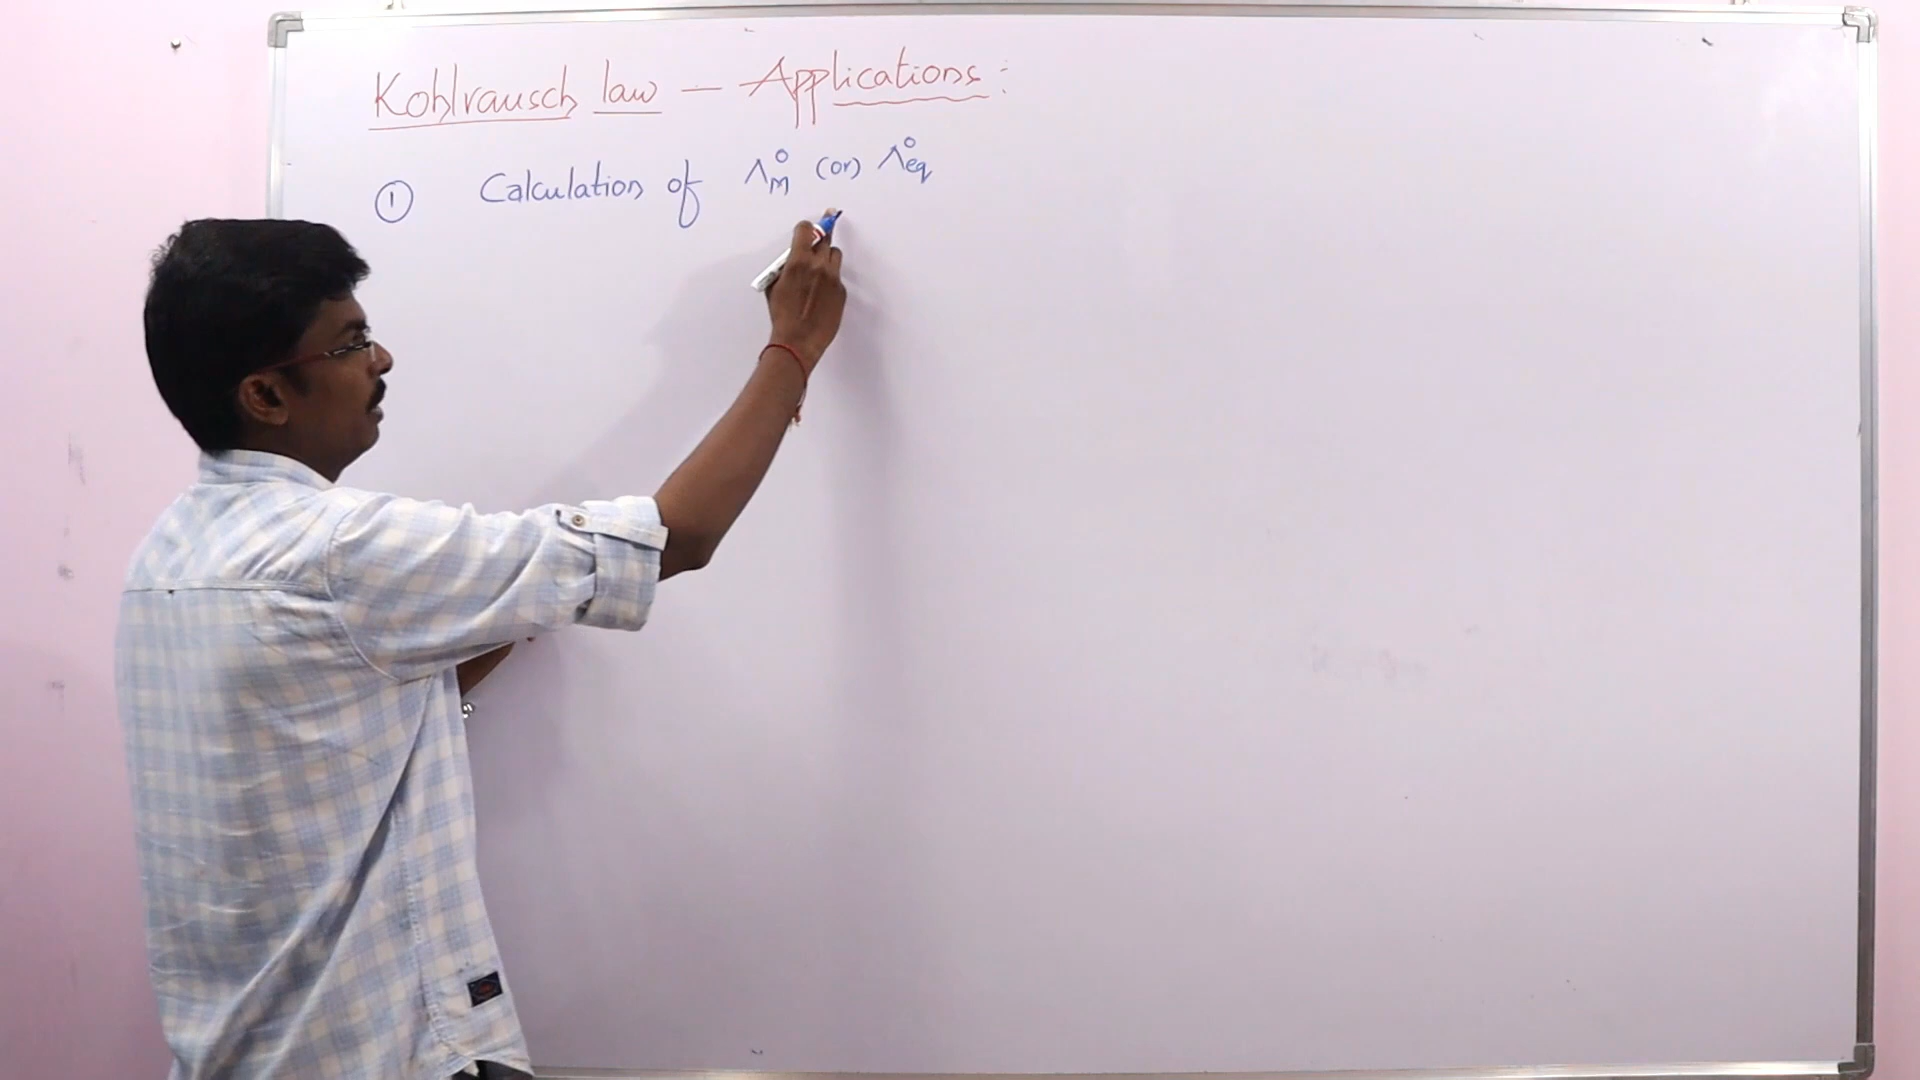 Kohlrausch law - Applications:
① Calculation of Λ°m (or) Λ°eq